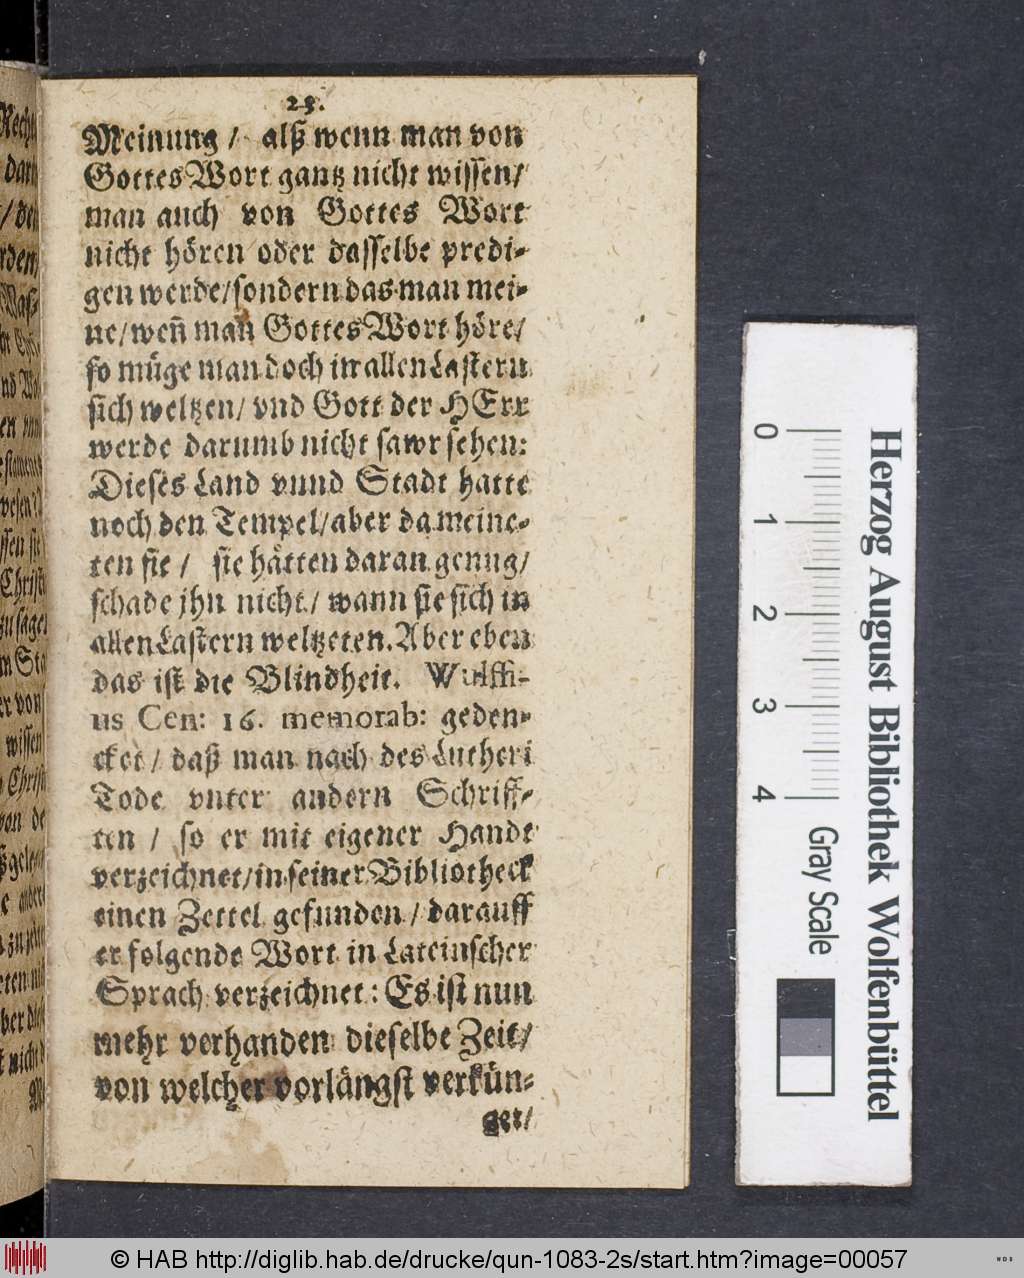 23.
Meinung / alß wenn man von
Gottes Wort gantz nicht wissen/
man auch von Gottes Wort
nicht hören oder dasselbe predi-
gen werde/sondern das man mei-
ne/weñ man Gottes Wort höre/
so müge man doch in allen Lastern
sich weltzen/ vnd Gott der HErr
werde darumb nicht sawr sehen:
Dieses Land vnnd Stadt hatte
noch den Tempel/aber da meine-
ten sie / sie hätten daran genug/
schade jhn nicht / wann sie sich in
allen Lastern weltzeten. Aber eben
das ist die Blindheit. Wulffi-
us Cen: 16. memorab: geden-
cket / daß man nach des Lutheri
Tode vnter andern Schriff-
ten / so er mit eigener Handt
verzeichnet/in seiner Bibliotheck
einen Zettel gefunden / darauff
er folgende Wort in Lateinscher
Sprach verzeichnet: Es ist nun
mehr verhanden dieselbe Zeit/
von welcher vorlängst verkün-
get/
Herzog August Bibliothek Wolfenbüttel
0 1 2 3 4 Gray Scale
© HAB http://diglib.hab.de/drucke/qun-1083-2s/start.htm?image=00057